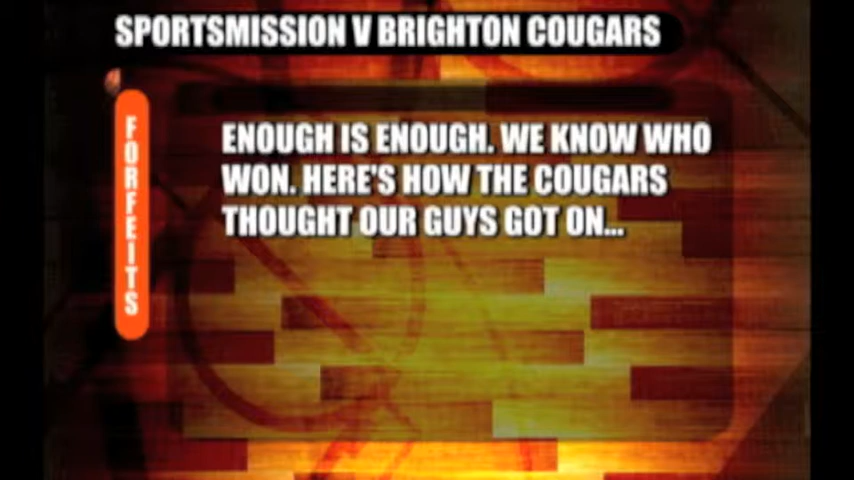 SPORTSMISSION V BRIGHTON COUGARS
FORFEITS
ENOUGH IS ENOUGH. WE KNOW WHO
WON. HERE'S HOW THE COUGARS
THOUGHT OUR GUYS GOT ON...